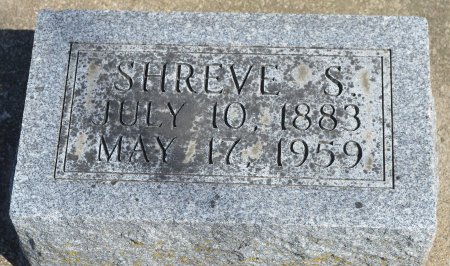 SHREVE S.
JULY 10, 1883
MAY 17, 1959